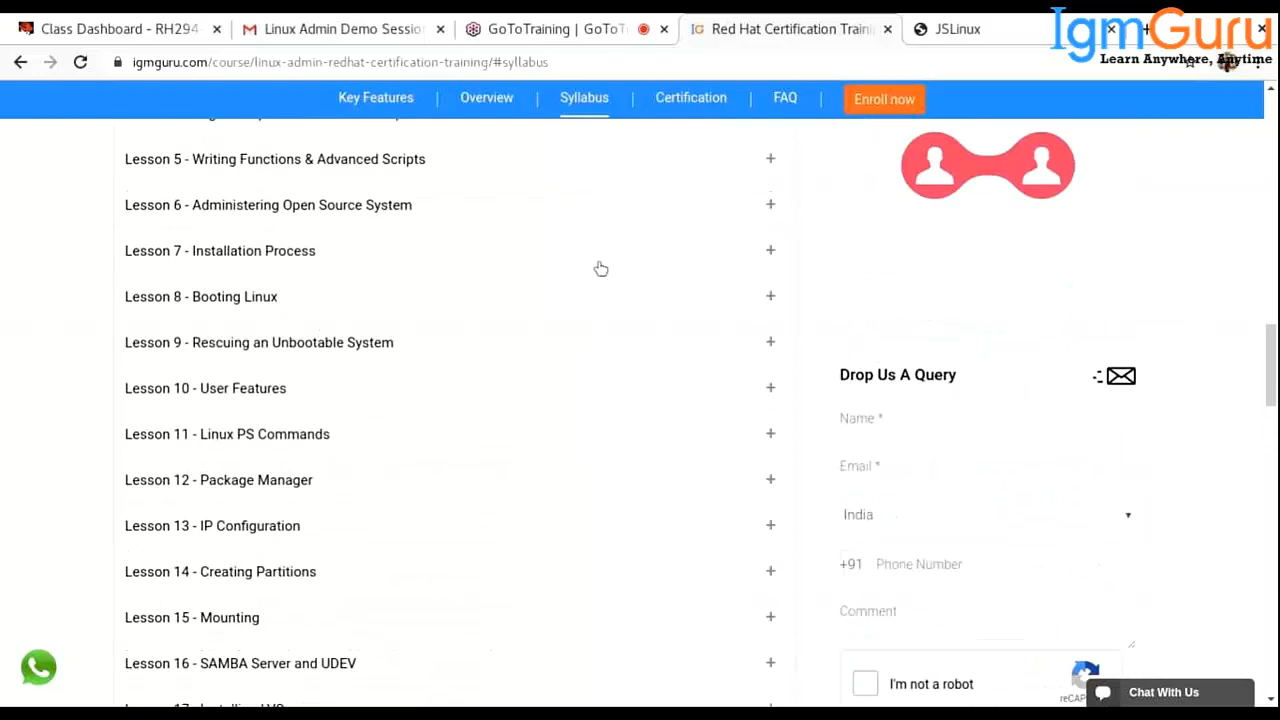 IgmGuru
Learn Anywhere, Anytime
Class Dashboard - RH294
Linux Admin Demo Sessio
GoToTraining | GoToT
Red Hat Certification Traini
JSLinux
igmguru.com/course/linux-admin-redhat-certification-training/#syllabus
Key Features
Overview
Syllabus
Certification
FAQ
Enroll now
Lesson 5 - Writing Functions & Advanced Scripts
Lesson 6 - Administering Open Source System
Lesson 7 - Installation Process
Lesson 8 - Booting Linux
Lesson 9 - Rescuing an Unbootable System
Lesson 10 - User Features
Lesson 11 - Linux PS Commands
Lesson 12 - Package Manager
Lesson 13 - IP Configuration
Lesson 14 - Creating Partitions
Lesson 15 - Mounting
Lesson 16 - SAMBA Server and UDEV
Drop Us A Query
Name *
Email *
India
+91 Phone Number
Comment
I'm not a robot
reCAP
Chat With Us